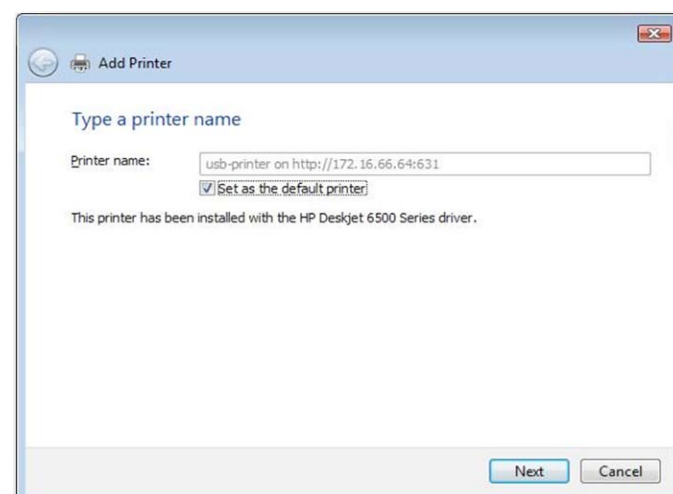 Add Printer
Type a printer name
Printer name:
usb-printer on http://172.16.66.64:631
Set as the default printer
This printer has been installed with the HP Deskjet 6500 Series driver.
Next Cancel